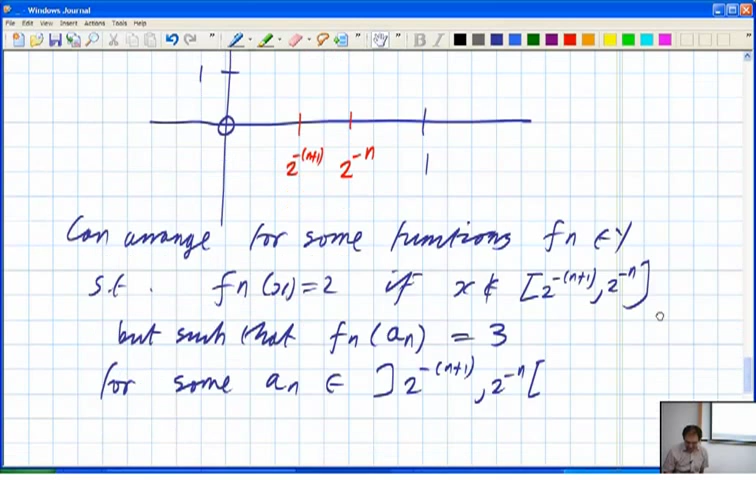 Windows Journal
File Edit View Insert Actions Tools Help
B I
1
2^{-(n+1)} 2^{-n} 1
Can arrange for some functions fn ∈ Y
s.t. fn(x) = 2 if x ∉ [2^{-(n+1)}, 2^{-n}]
but such that fn(an) = 3
for some an ∈ ]2^{-(n+1)}, 2^{-n}[